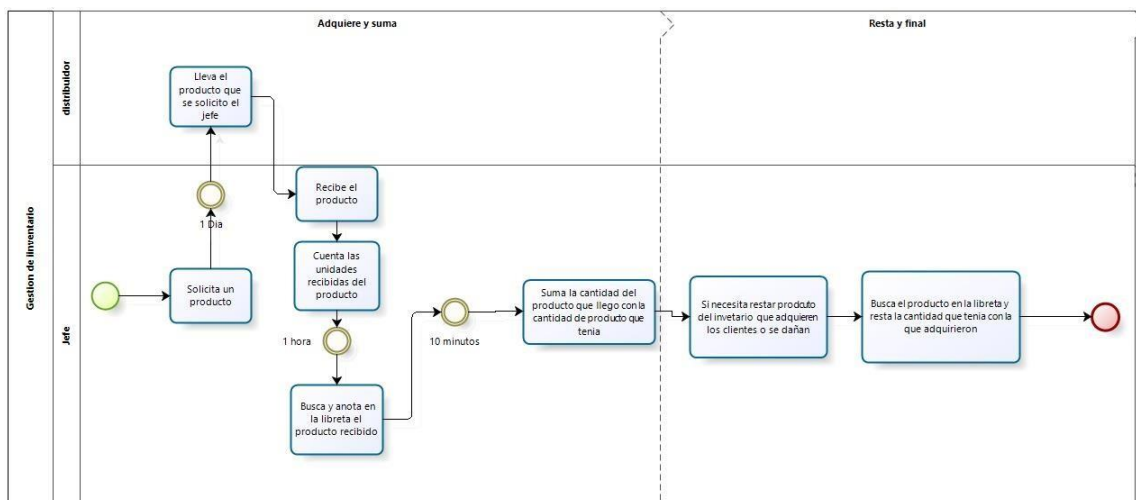 Adquiere y suma
Resta y final
Gestion de iinventario
distribuidor
Lleva el
producto que
se solicito el
jefe
Jefe
1 Dia
Solicita un
producto
Recibe el
producto
Cuenta las
unidades
recibidas del
producto
1 hora
Busca y anota en
la libreta el
producto recibido
10 minutos
Suma la cantidad del
producto que llego con la
cantidad de producto que
tenia
Si necesita restar produto
del invetario que adquieren
los clientes o se dañan
Busca el producto en la libreta y
resta la cantidad que tenia con la
que adquirieron